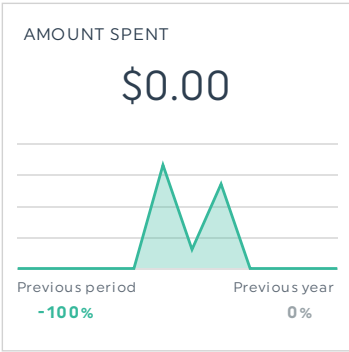 AMOUNT SPENT
$0.00
Previous period
Previous year
-100%
0%